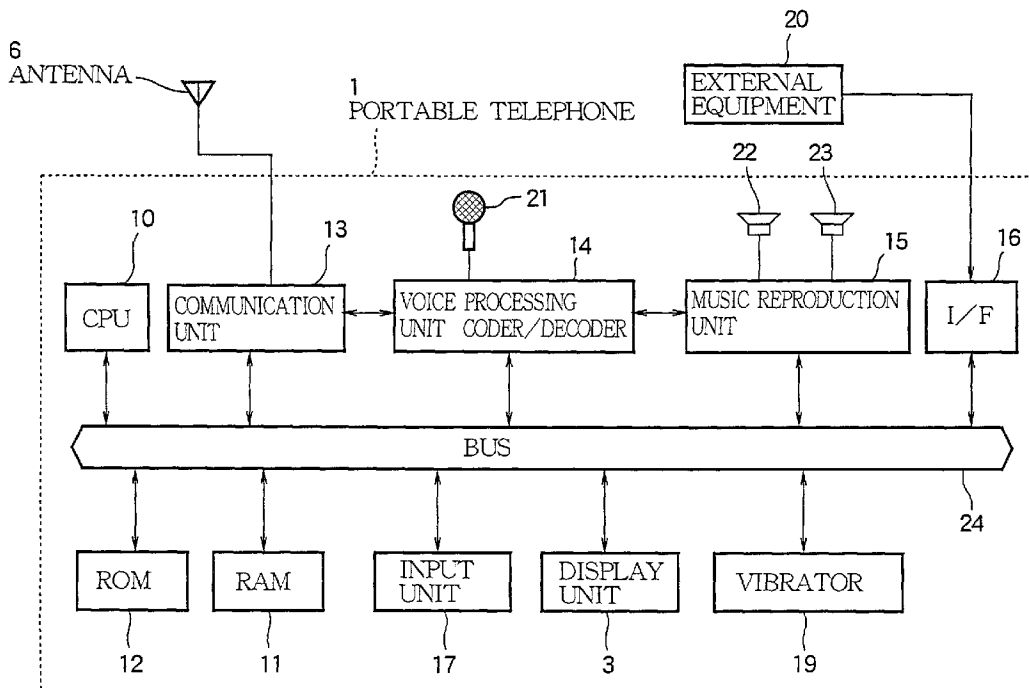 6
ANTENNA
1
PORTABLE TELEPHONE
20
EXTERNAL
EQUIPMENT
22
23
21
10
13
14
15
16
CPU
COMMUNICATION
UNIT
VOICE PROCESSING
UNIT CODER/DECODER
MUSIC REPRODUCTION
UNIT
I/F
BUS
24
ROM
RAM
INPUT
UNIT
DISPLAY
UNIT
VIBRATOR
12
11
17
3
19